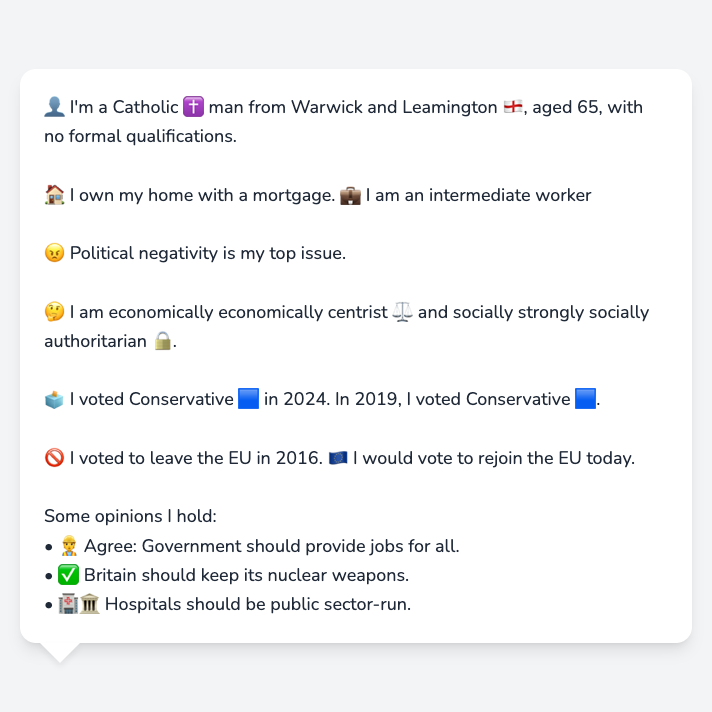 👤 I'm a Catholic ✝️ man from Warwick and Leamington 🏴󠁧󠁢󠁥󠁮󠁧󠁿, aged 65, with
no formal qualifications.
🏠 I own my home with a mortgage. 💼 I am an intermediate worker
😠 Political negativity is my top issue.
🤔 I am economically economically centrist ⚖️ and socially strongly socially
authoritarian 🔒.
🗳️ I voted Conservative 🟦 in 2024. In 2019, I voted Conservative 🟦.
🚫 I voted to leave the EU in 2016. 🇪🇺 I would vote to rejoin the EU today.
Some opinions I hold:
• 👷 Agree: Government should provide jobs for all.
• ✅ Britain should keep its nuclear weapons.
• 🏥🏛️ Hospitals should be public sector-run.